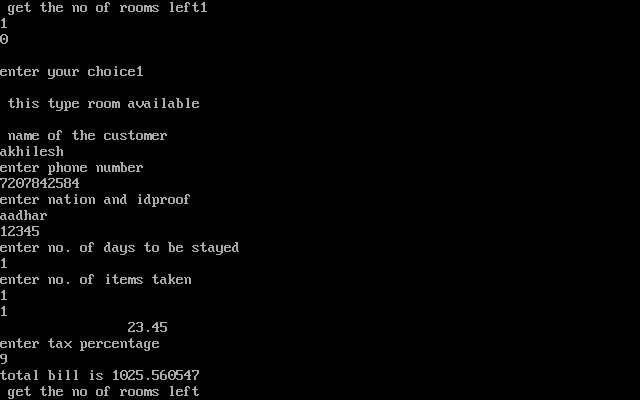 get the no of rooms left1
1
0
enter your choice1
this type room available
name of the customer
akhilesh
enter phone number
7207842584
enter nation and idproof
aadhar
12345
enter no. of days to be stayed
1
enter no. of items taken
1
1
23.45
enter tax percentage
9
total bill is 1025.560547
get the no of rooms left